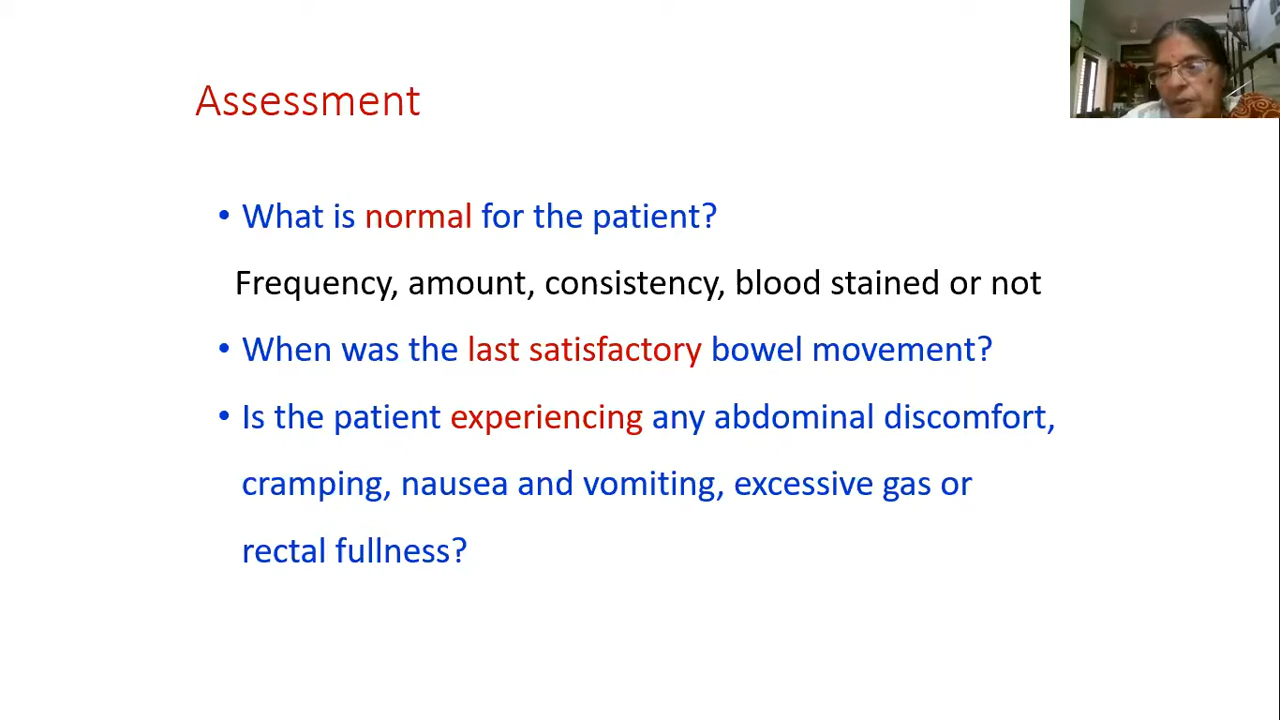 Assessment
• What is normal for the patient?
Frequency, amount, consistency, blood stained or not
• When was the last satisfactory bowel movement?
• Is the patient experiencing any abdominal discomfort,
cramping, nausea and vomiting, excessive gas or
rectal fullness?